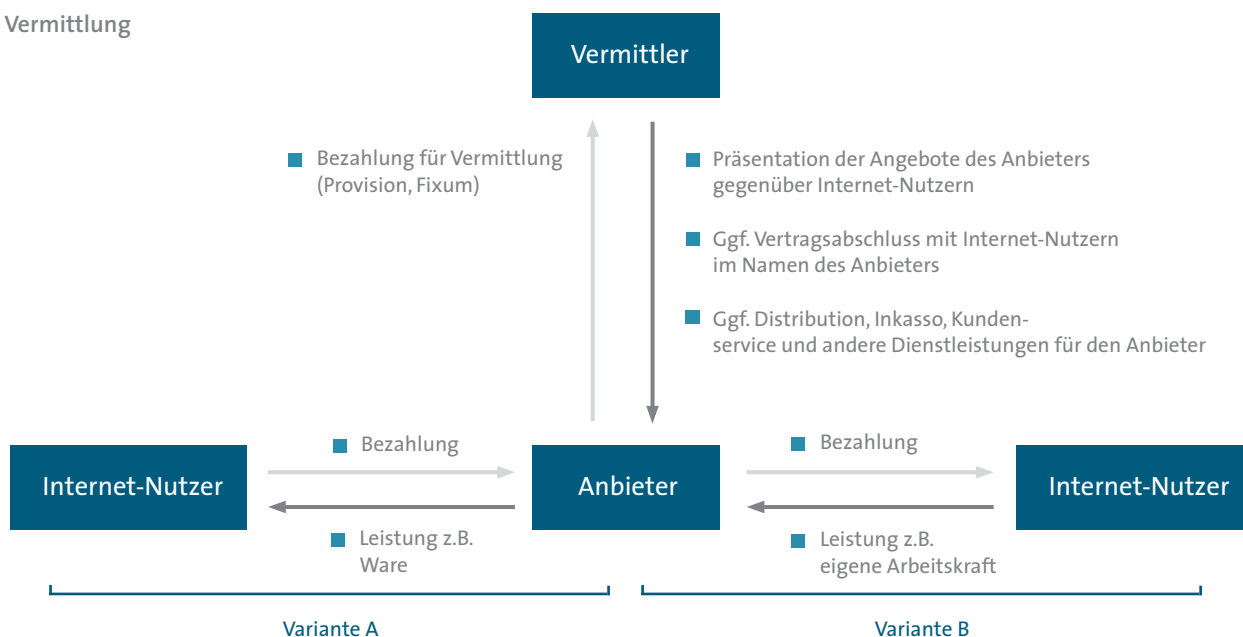 Vermittlung
Vermittler
Bezahlung für Vermittlung
(Provision, Fixum)
Präsentation der Angebote des Anbieters
gegenüber Internet-Nutzern
Ggf. Vertragsabschluss mit Internet-Nutzern
im Namen des Anbieters
Ggf. Distribution, Inkasso, Kunden-
service und andere Dienstleistungen für den Anbieter
Internet-Nutzer
Bezahlung
Leistung z.B.
Ware
Anbieter
Bezahlung
Leistung z.B.
eigene Arbeitskraft
Internet-Nutzer
Variante A
Variante B